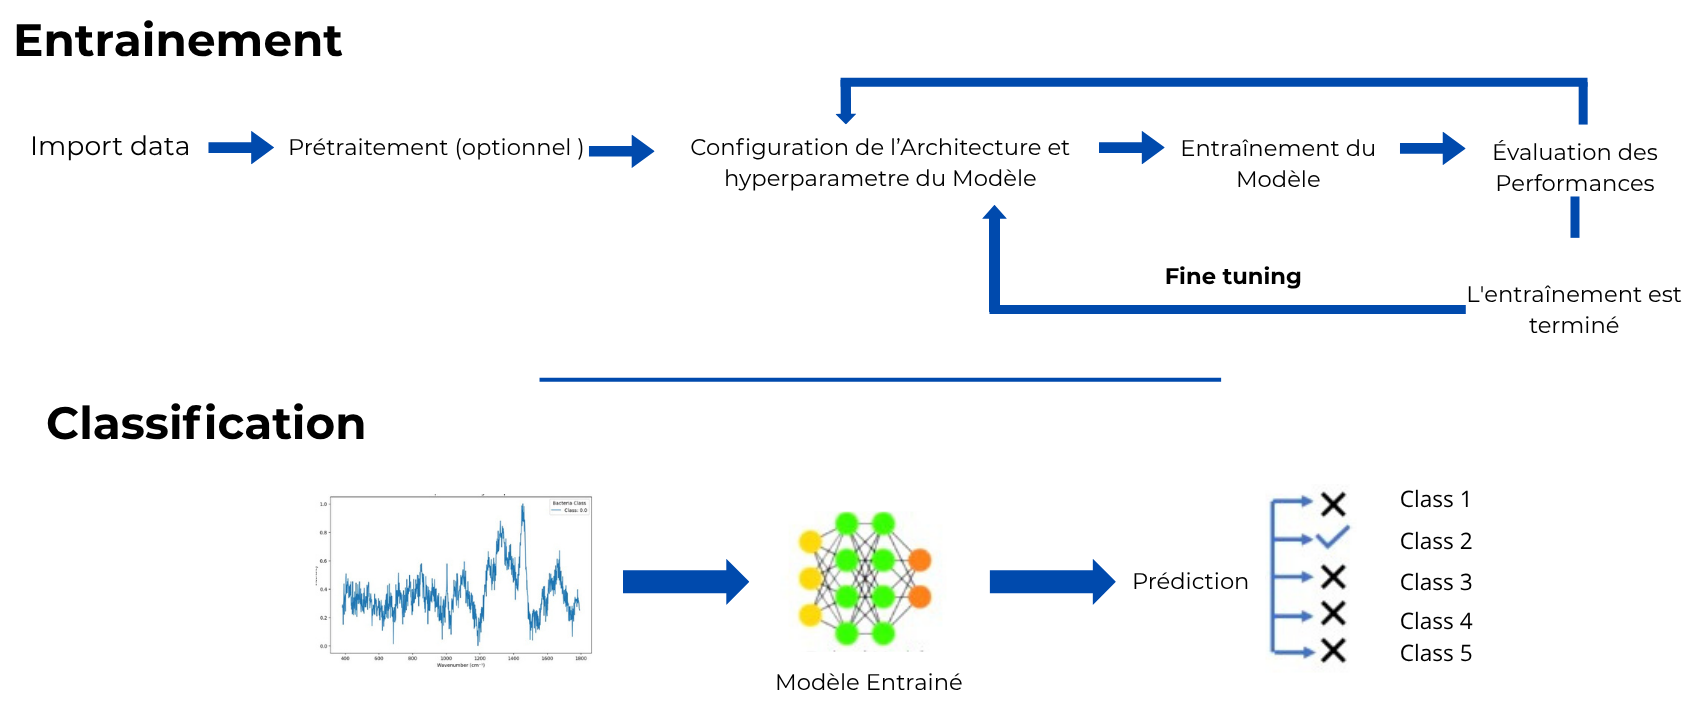 Entrainement
Import data
Prétraitement (optionnel )
Configuration de l’Architecture et
hyperparametre du Modèle
Entraînement du
Modèle
Évaluation des
Performances
Fine tuning
L'entraînement est
terminé
Classification
Bacteria Class
Class: 0.0
1.0
0.8
0.6
0.4
0.2
0.0
400 600 800 1000 1200 1400 1600 1800
Wavenumber (cm⁻¹)
Modèle Entrainé
Prédiction
Class 1
Class 2
Class 3
Class 4
Class 5